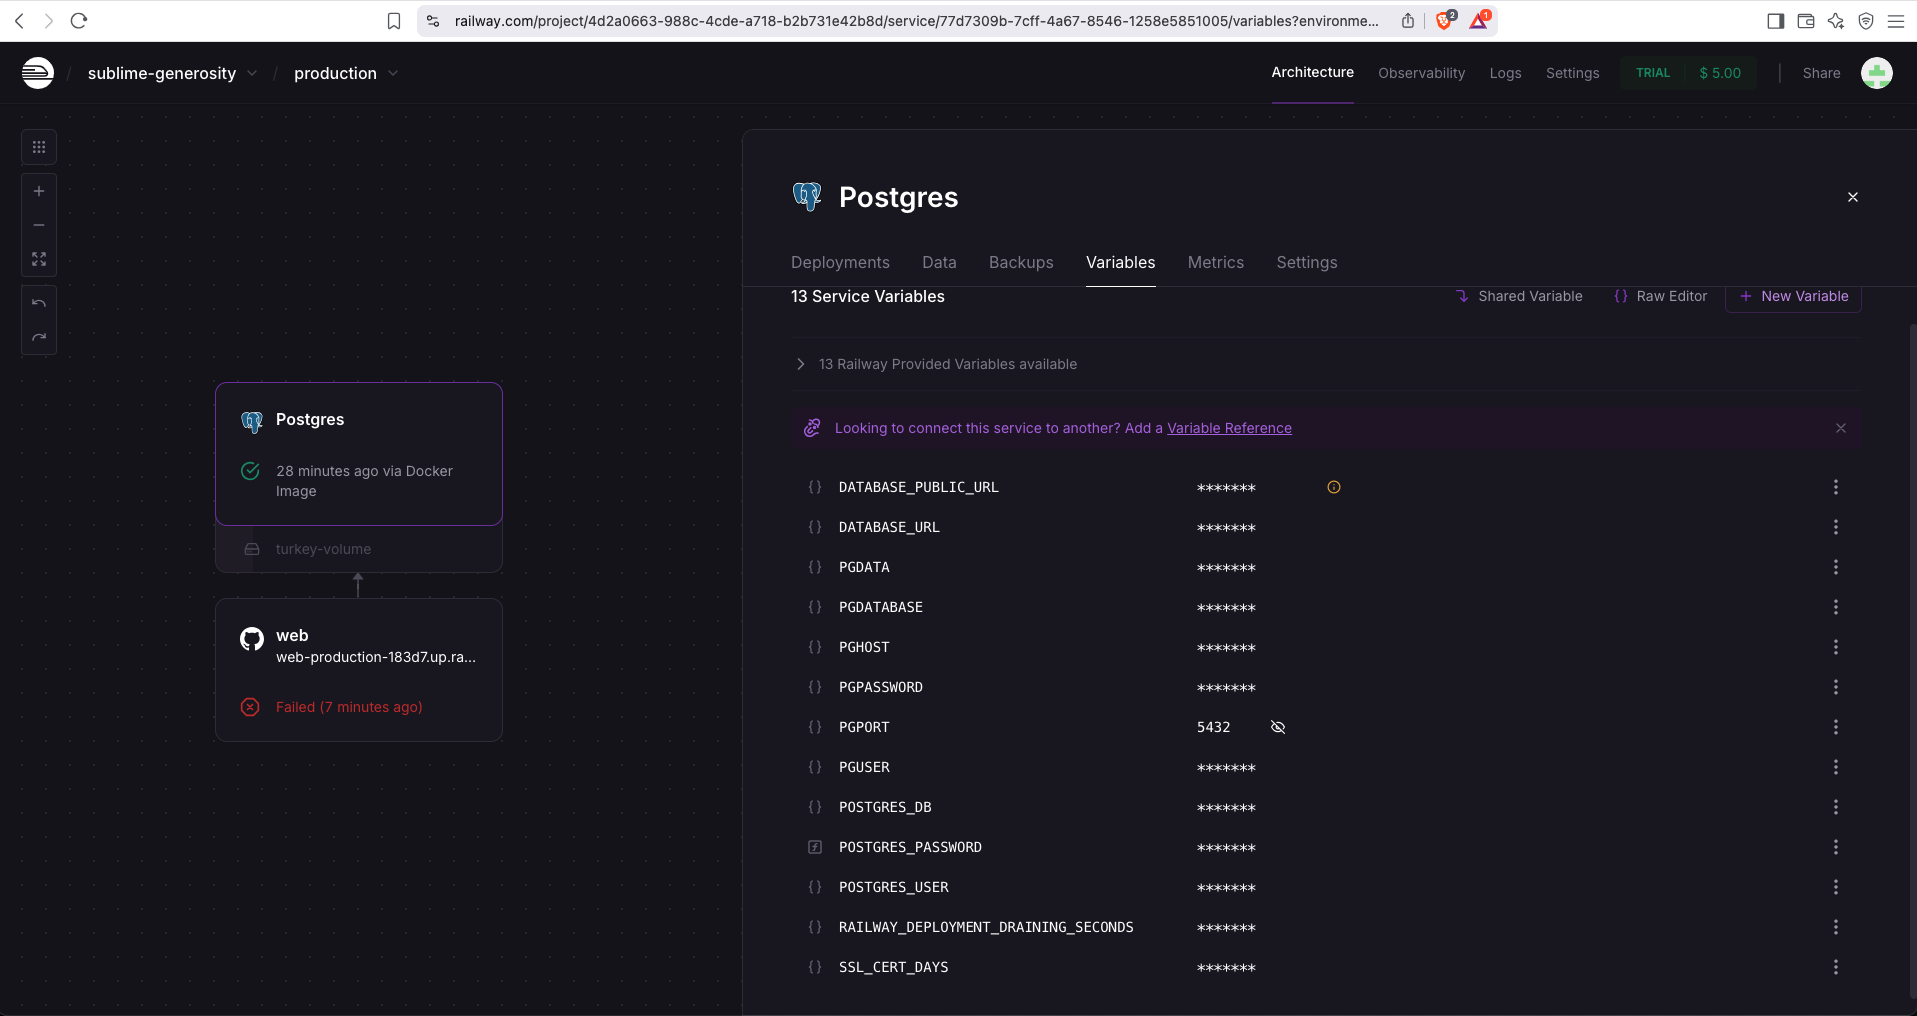 railway.com/project/4d2a0663-988c-4cde-a718-b2b731e42b8d/service/77d7309b-7cff-4a67-8546-1258e5851005/variables?environme...
2
1
/ sublime-generosity / production
Architecture
Observability
Logs
Settings
TRIAL
$ 5.00
Share
Postgres
28 minutes ago via Docker
Image
turkey-volume
web
web-production-183d7.up.ra...
Failed (7 minutes ago)
Postgres
Deployments
Data
Backups
Variables
Metrics
Settings
13 Service Variables
Shared Variable
{} Raw Editor
+ New Variable
13 Railway Provided Variables available
Looking to connect this service to another? Add a Variable Reference
{} DATABASE_PUBLIC_URL *******
{} DATABASE_URL *******
{} PGDATA *******
{} PGDATABASE *******
{} PGHOST *******
{} PGPASSWORD *******
{} PGPORT 5432
{} PGUSER *******
{} POSTGRES_DB *******
POSTGRES_PASSWORD *******
{} POSTGRES_USER *******
{} RAILWAY_DEPLOYMENT_DRAINING_SECONDS *******
{} SSL_CERT_DAYS *******